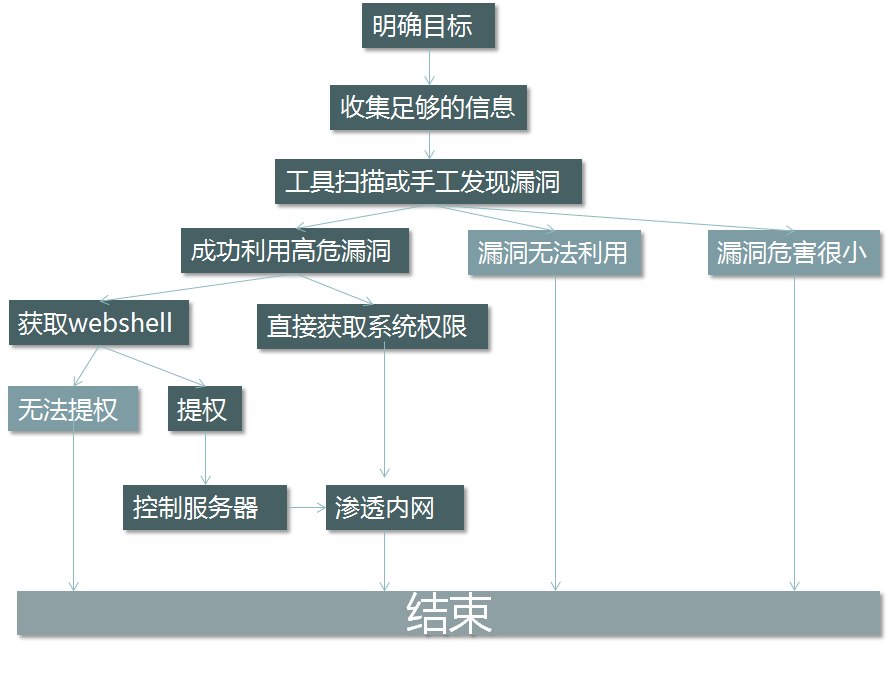 明确目标
收集足够的信息
工具扫描或手工发现漏洞
成功利用高危漏洞
漏洞无法利用
漏洞危害很小
获取webshell
直接获取系统权限
无法提权
提权
控制服务器
渗透内网
结束